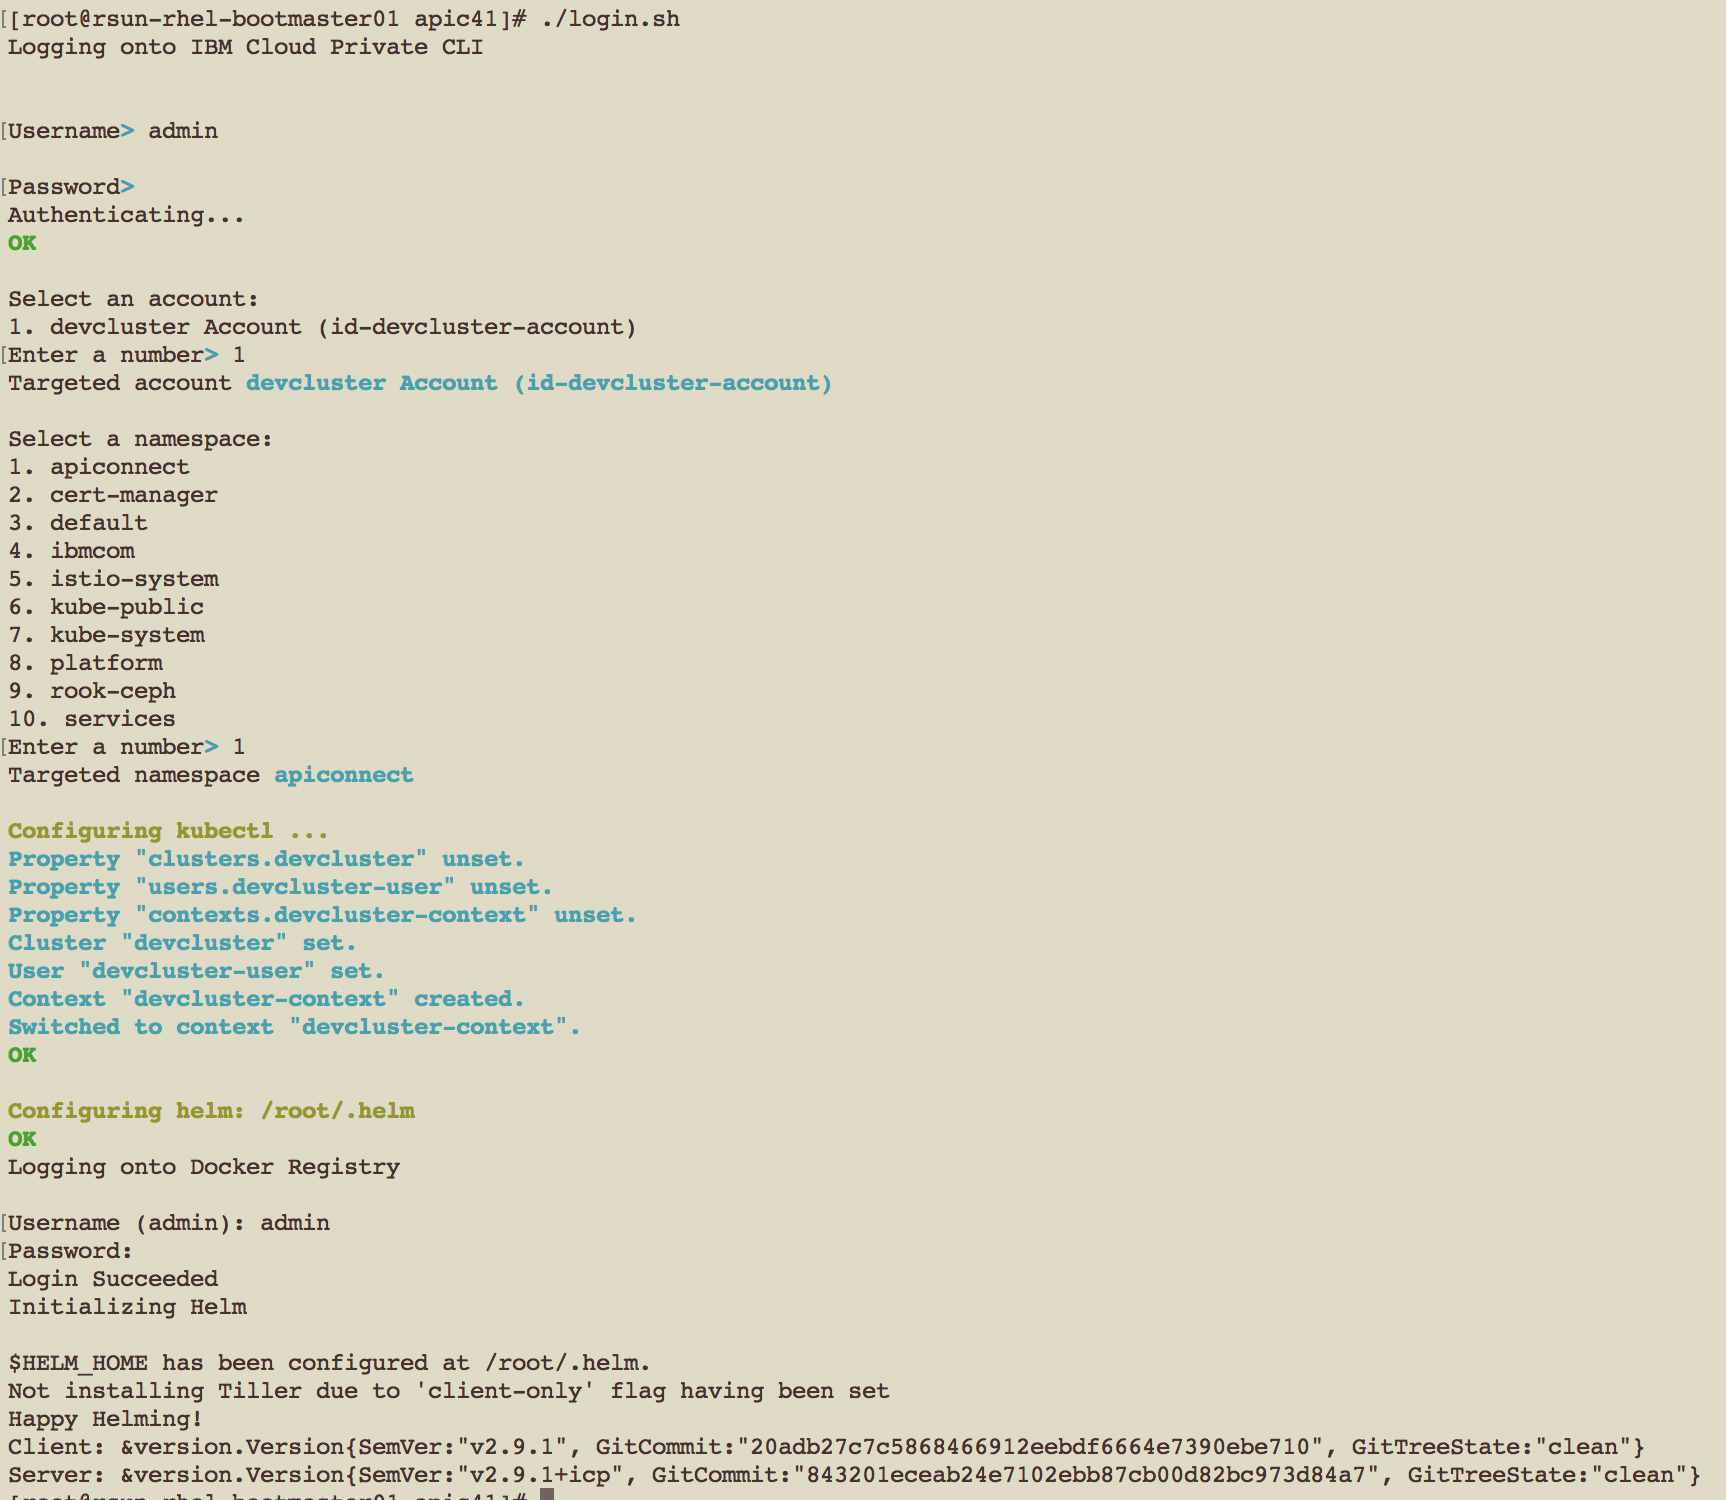 [[root@rsun-rhel-bootmaster01 apic41]# ./login.sh
Logging onto IBM Cloud Private CLI
[Username> admin
[Password>
Authenticating...
OK
Select an account:
1. devcluster Account (id-devcluster-account)
[Enter a number> 1
Targeted account devcluster Account (id-devcluster-account)
Select a namespace:
1. apiconnect
2. cert-manager
3. default
4. ibmcom
5. istio-system
6. kube-public
7. kube-system
8. platform
9. rook-ceph
10. services
[Enter a number> 1
Targeted namespace apiconnect
Configuring kubectl ...
Property "clusters.devcluster" unset.
Property "users.devcluster-user" unset.
Property "contexts.devcluster-context" unset.
Cluster "devcluster" set.
User "devcluster-user" set.
Context "devcluster-context" created.
Switched to context "devcluster-context".
OK
Configuring helm: /root/.helm
OK
Logging onto Docker Registry
[Username (admin): admin
[Password:
Login Succeeded
Initializing Helm
$HELM_HOME has been configured at /root/.helm.
Not installing Tiller due to 'client-only' flag having been set
Happy Helming!
Client: &version.Version{SemVer:"v2.9.1", GitCommit:"20adb27c7c5868466912eebdf6664e7390ebe710", GitTreeState:"clean"}
Server: &version.Version{SemVer:"v2.9.1+icp", GitCommit:"843201eceab24e7102ebb87cb00d82bc973d84a7", GitTreeState:"clean"}
[root@rsun-rhel-bootmaster01 apic41]#